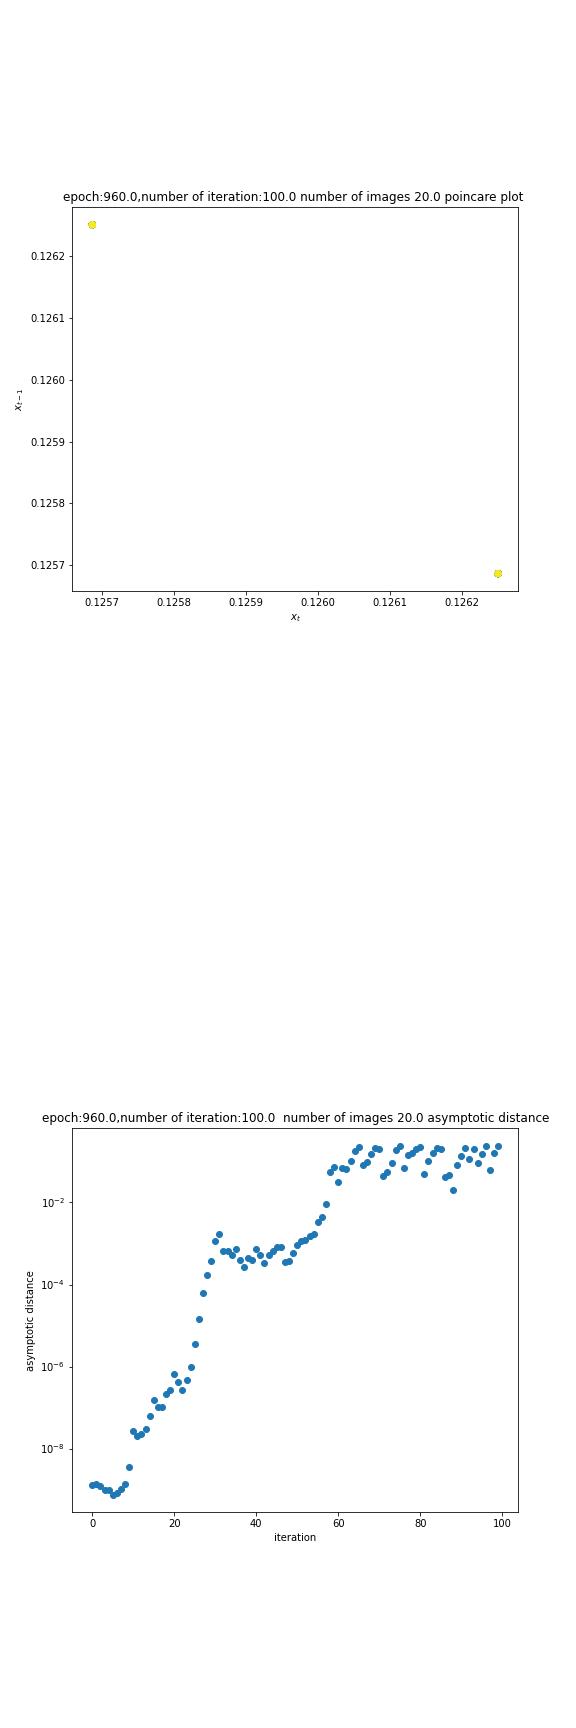 epoch:960.0,number of iteration:100.0 number of images 20.0 poincare plot
0.1262
0.1261
0.1260
0.1259
0.1258
0.1257
x_{t-1}
0.1257 0.1258 0.1259 0.1260 0.1261 0.1262
x_t
epoch:960.0,number of iteration:100.0  number of images 20.0 asymptotic distance
10^{-2}
10^{-4}
10^{-6}
10^{-8}
asymptotic distance
0 20 40 60 80 100
iteration